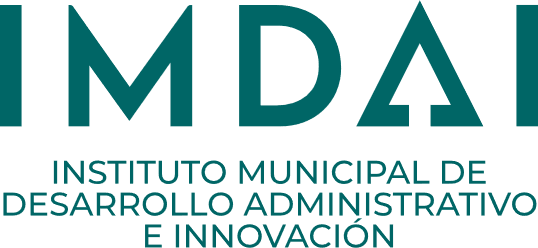 IMDAI
INSTITUTO MUNICIPAL DE
DESARROLLO ADMINISTRATIVO
E INNOVACIÓN